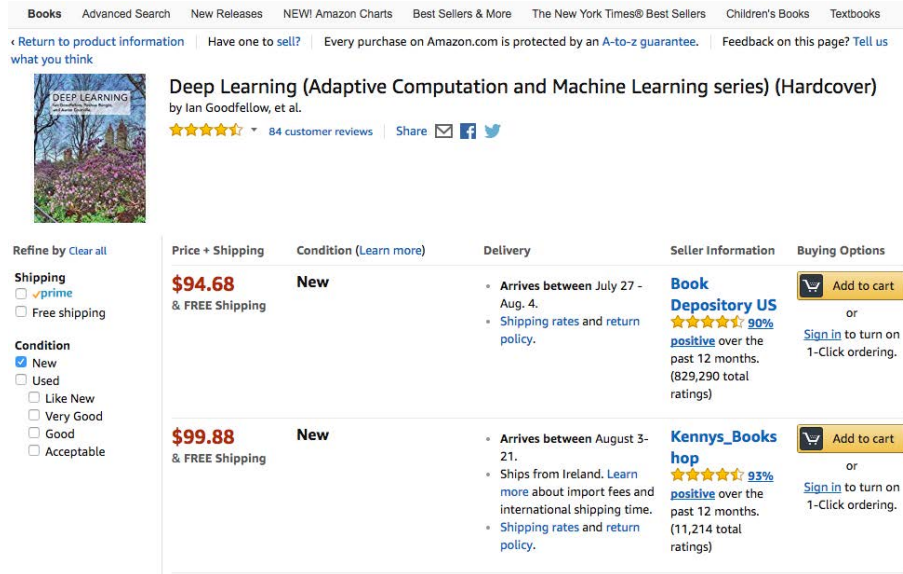 Books Advanced Search New Releases NEW! Amazon Charts Best Sellers & More The New York Times® Best Sellers Children's Books Textbooks
‹ Return to product information Have one to sell? Every purchase on Amazon.com is protected by an A-to-z guarantee. Feedback on this page? Tell us
what you think
DEEP LEARNING
Deep Learning (Adaptive Computation and Machine Learning series) (Hardcover)
by Ian Goodfellow, et al.
84 customer reviews Share
Refine by Clear all
Shipping
prime
Free shipping
Condition
New
Used
Like New
Very Good
Good
Acceptable
Price + Shipping Condition (Learn more) Delivery Seller Information Buying Options
$94.68
& FREE Shipping
New
Arrives between July 27 -
Aug. 4.
Shipping rates and return
policy.
Book
Depository US
90%
positive over the
past 12 months.
(829,290 total
ratings)
Add to cart
or
Sign in to turn on
1-Click ordering.
$99.88
& FREE Shipping
New
Arrives between August 3-
21.
Ships from Ireland. Learn
more about import fees and
international shipping time.
Shipping rates and return
policy.
Kennys_Books
hop
93%
positive over the
past 12 months.
(11,214 total
ratings)
Add to cart
or
Sign in to turn on
1-Click ordering.